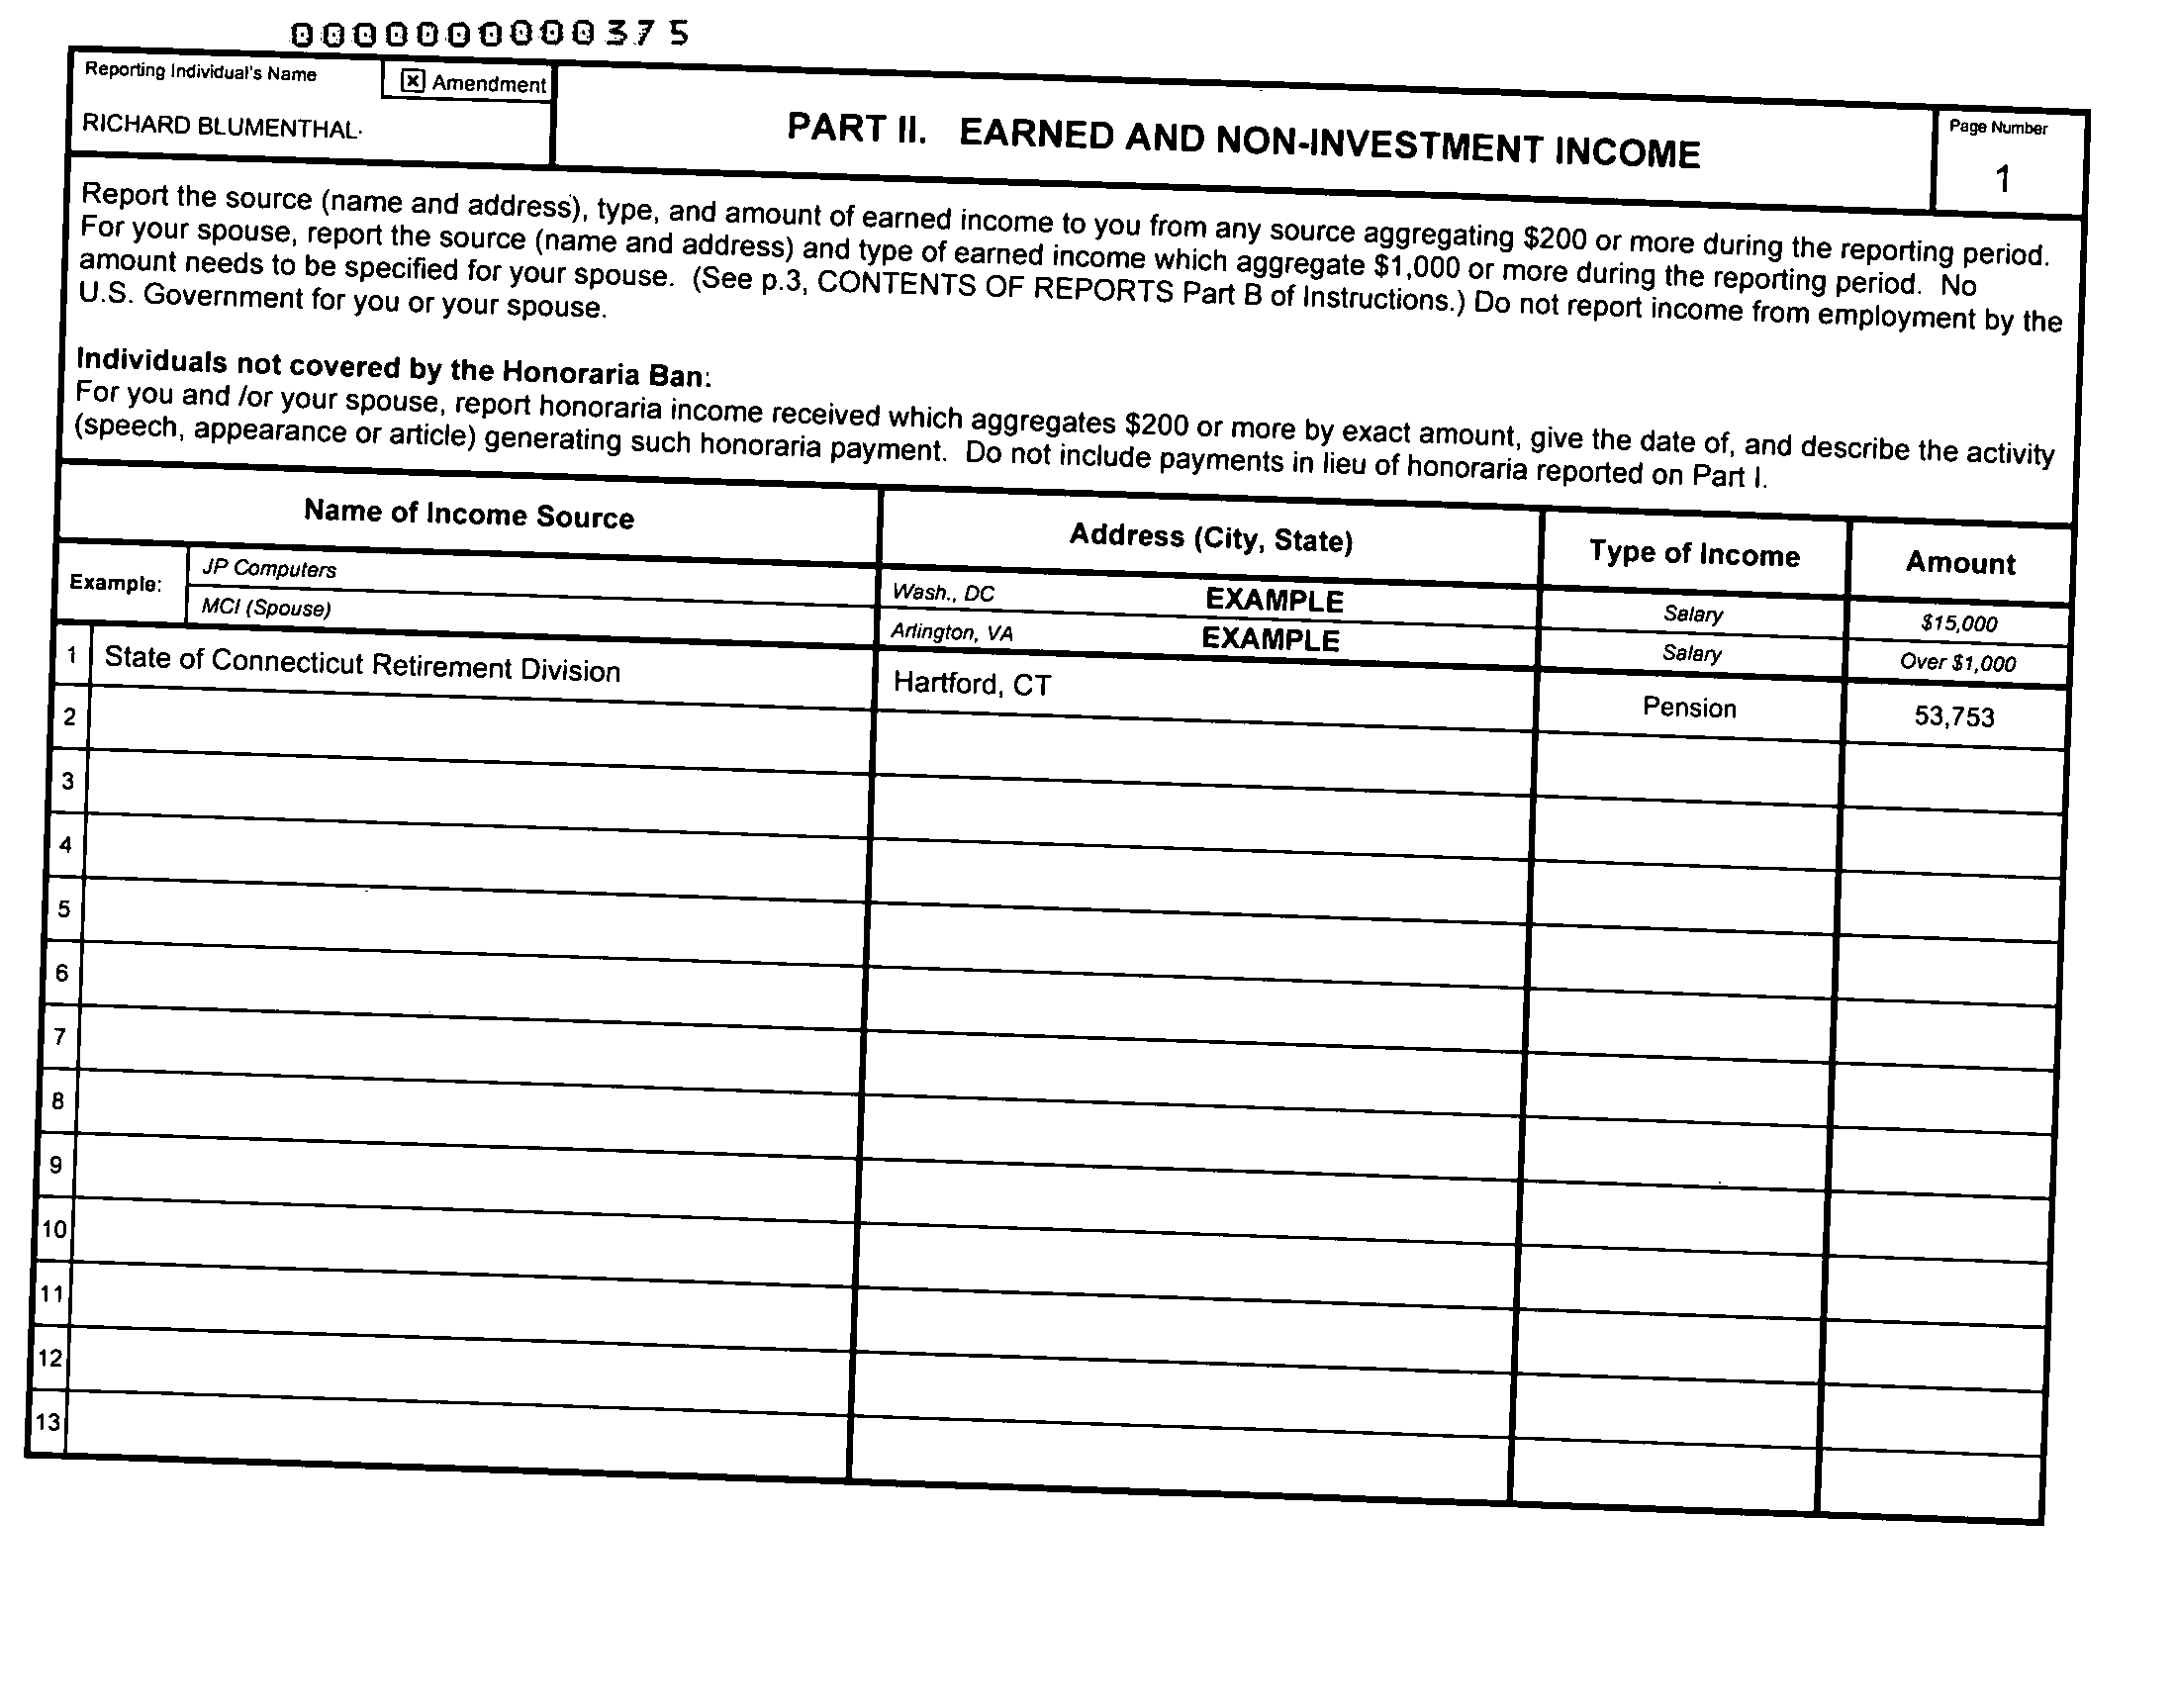 0000000000375
Reporting Individual's Name
Amendment
RICHARD BLUMENTHAL
PART II. EARNED AND NON-INVESTMENT INCOME
Page Number
1
Report the source (name and address), type, and amount of earned income to you from any source aggregating $200 or more during the reporting period.
For your spouse, report the source (name and address) and type of earned income which aggregate $1,000 or more during the reporting period. No
amount needs to be specified for your spouse. (See p.3, CONTENTS OF REPORTS Part B of Instructions.) Do not report income from employment by the
U.S. Government for you or your spouse.
Individuals not covered by the Honoraria Ban:
For you and /or your spouse, report honoraria income received which aggregates $200 or more by exact amount, give the date of, and describe the activity
(speech, appearance or article) generating such honoraria payment. Do not include payments in lieu of honoraria reported on Part I.
Name of Income Source Address (City, State) Type of Income Amount
Example: JP Computers Wash., DC EXAMPLE Salary $15,000
MCI (Spouse) Arlington, VA EXAMPLE Salary Over $1,000
1 State of Connecticut Retirement Division Hartford, CT Pension 53,753
2
3
4
5
6
7
8
9
10
11
12
13